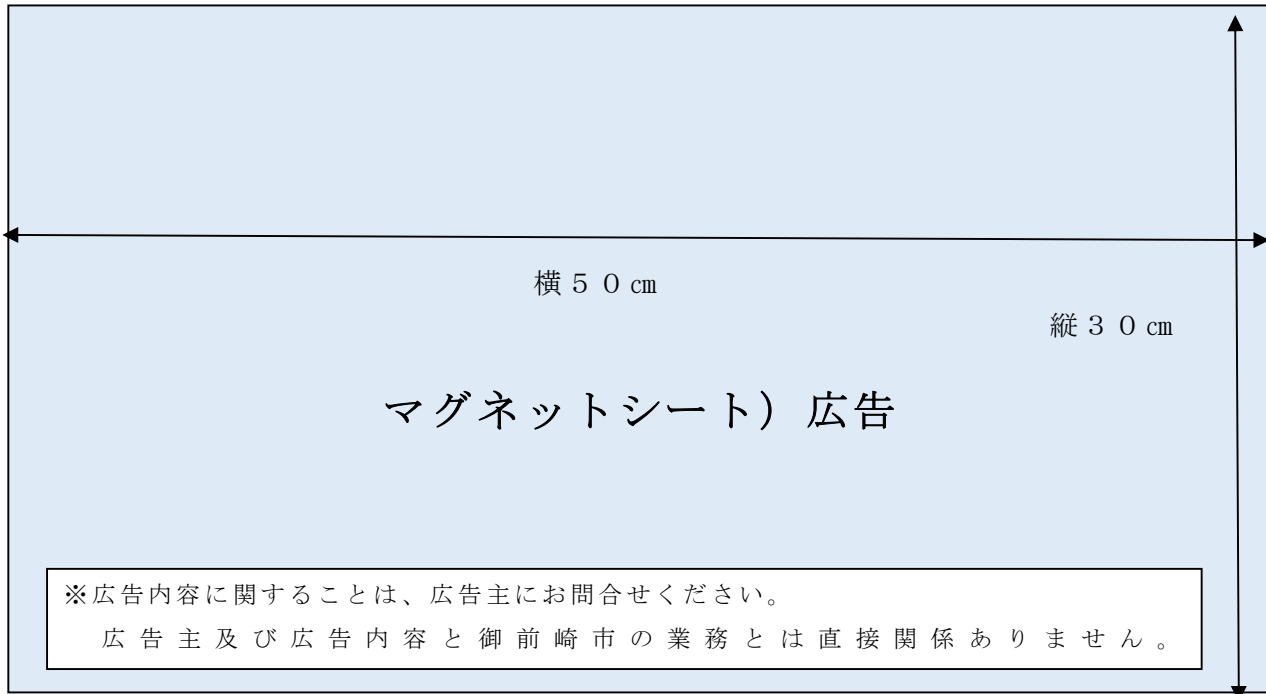 横５０㎝
縦３０㎝
マグネットシート）広告
※広告内容に関することは、広告主にお問合せください。
広告主及び広告内容と御前崎市の業務とは直接関係ありません。